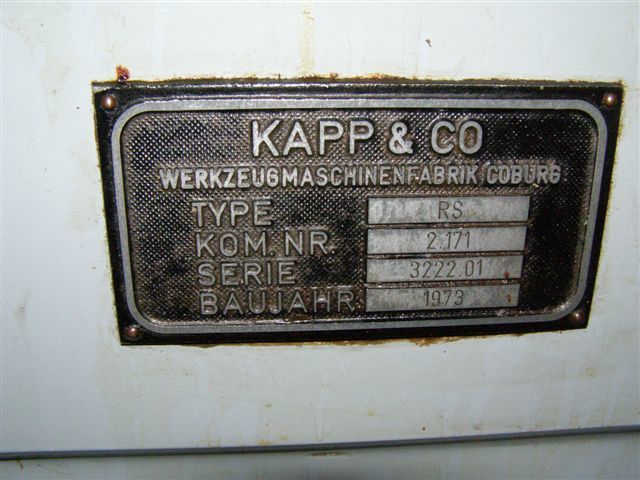 KAPP & CO
WERKZEUGMASCHINENFABRIK COBURG
TYPE RS
KOM. NR. 2.171
SERIE 3222.01
BAUJAHR 1973